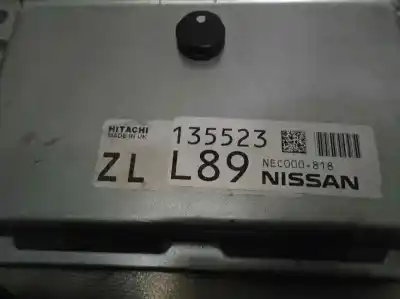 HITACHI
MADE IN UK
135523
ZL L89
NEC000-818
NISSAN